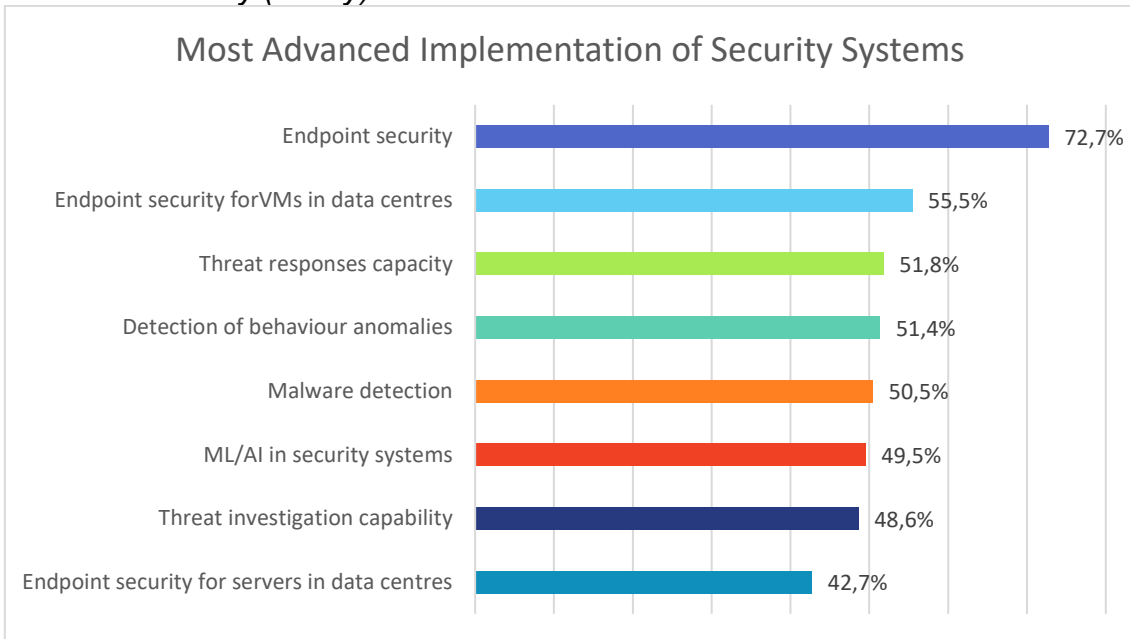 Most Advanced Implementation of Security Systems
Endpoint security 72,7%
Endpoint security forVMs in data centres 55,5%
Threat responses capacity 51,8%
Detection of behaviour anomalies 51,4%
Malware detection 50,5%
ML/AI in security systems 49,5%
Threat investigation capability 48,6%
Endpoint security for servers in data centres 42,7%